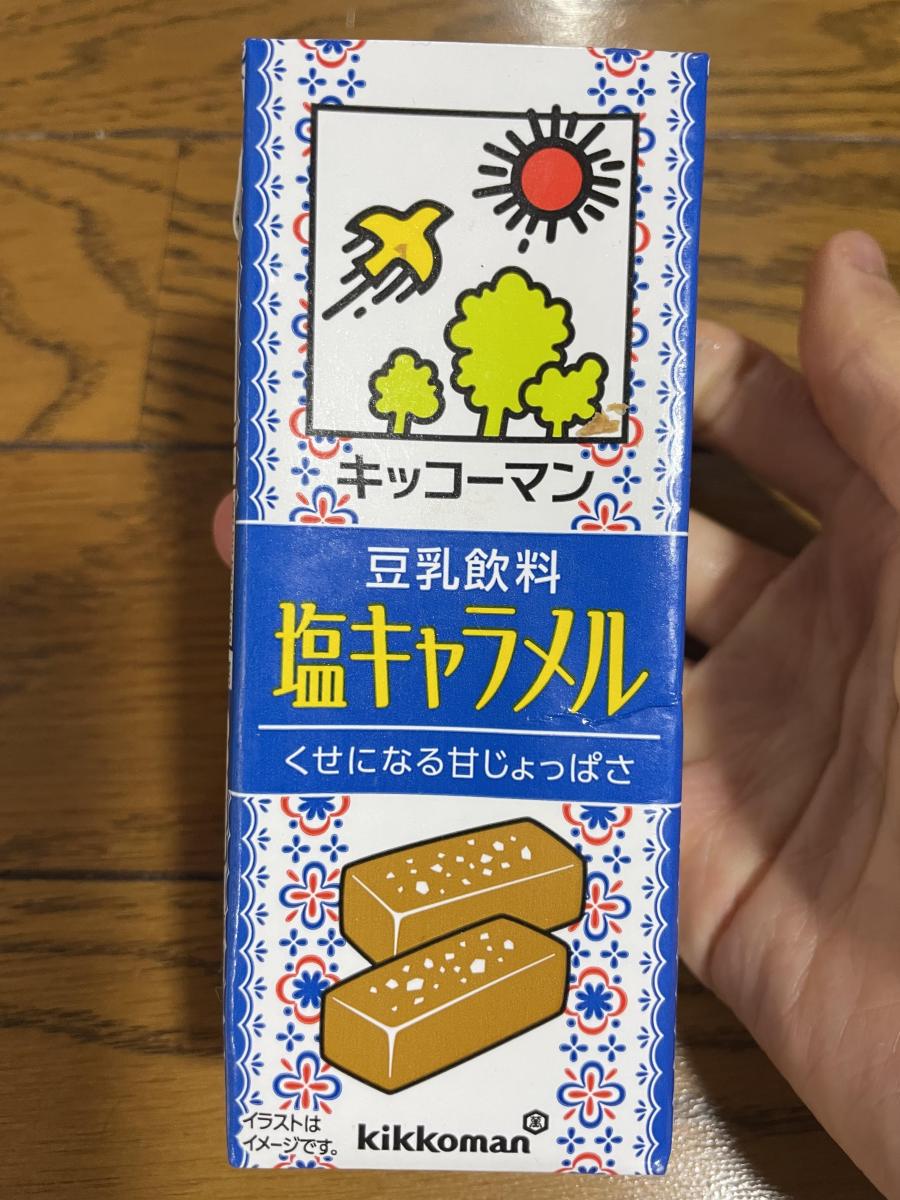 キッコーマン
豆乳飲料
塩キャラメル
くせになる甘じょっぱさ
イラストは
イメージです。
kikkoman
萬